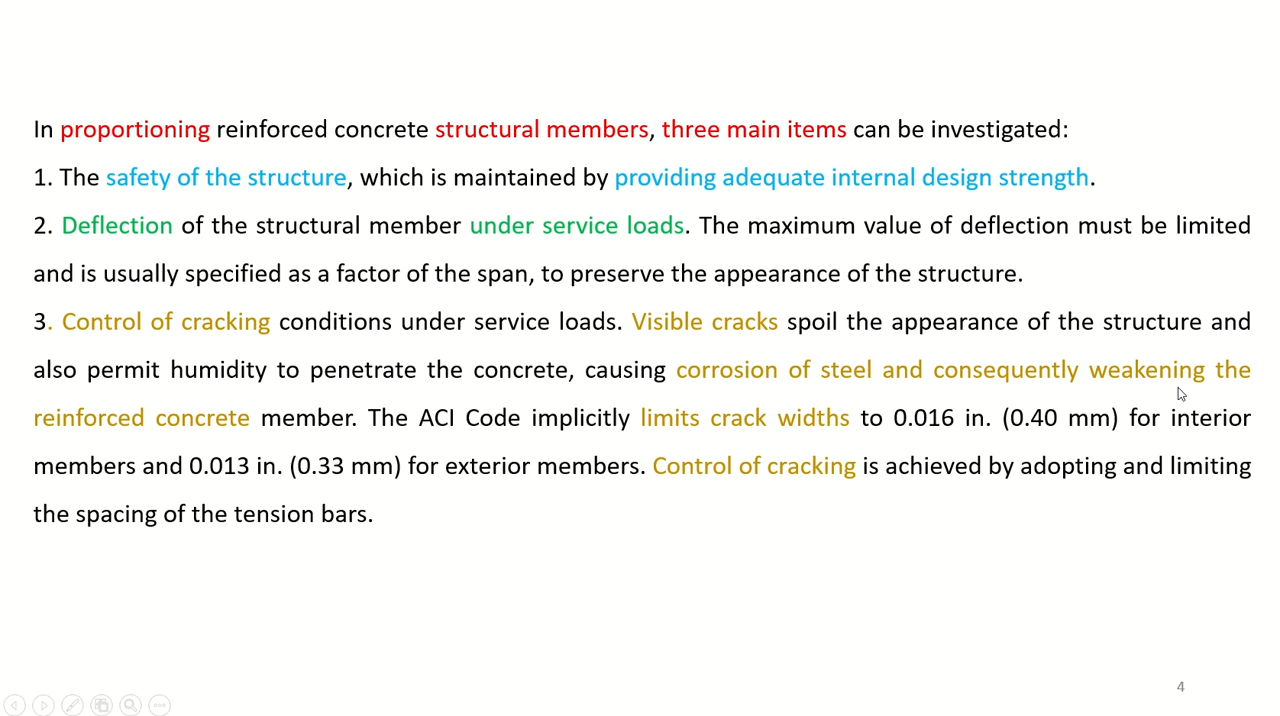 In proportioning reinforced concrete structural members, three main items can be investigated:
1. The safety of the structure, which is maintained by providing adequate internal design strength.
2. Deflection of the structural member under service loads. The maximum value of deflection must be limited
and is usually specified as a factor of the span, to preserve the appearance of the structure.
3. Control of cracking conditions under service loads. Visible cracks spoil the appearance of the structure and
also permit humidity to penetrate the concrete, causing corrosion of steel and consequently weakening the
reinforced concrete member. The ACI Code implicitly limits crack widths to 0.016 in. (0.40 mm) for interior
members and 0.013 in. (0.33 mm) for exterior members. Control of cracking is achieved by adopting and limiting
the spacing of the tension bars.
4